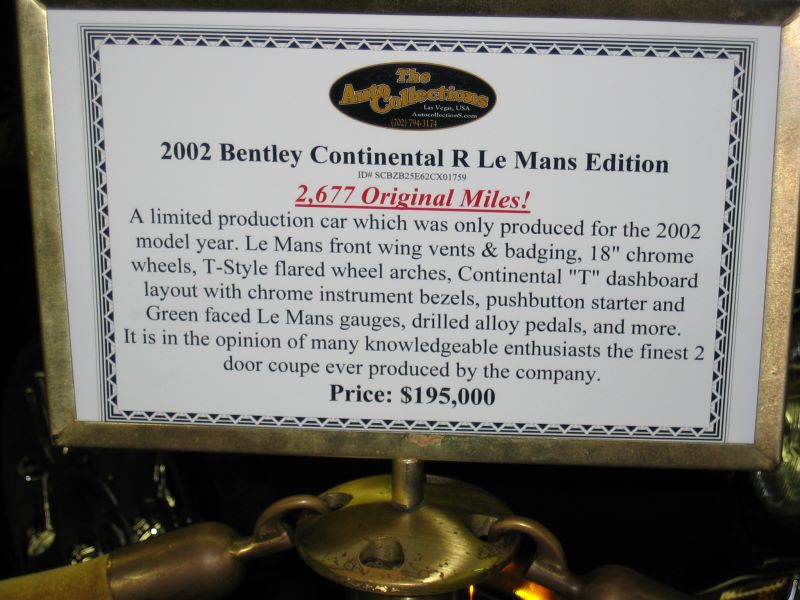 The
Auto Collections
Las Vegas, USA
AutocollectionS.com
(702) 794-3174
2002 Bentley Continental R Le Mans Edition
ID# SCBZB25E62CX01759
2,677 Original Miles!
A limited production car which was only produced for the 2002
model year. Le Mans front wing vents & badging, 18" chrome
wheels, T-Style flared wheel arches, Continental "T" dashboard
layout with chrome instrument bezels, pushbutton starter and
Green faced Le Mans gauges, drilled alloy pedals, and more.
It is in the opinion of many knowledgeable enthusiasts the finest 2
door coupe ever produced by the company.
Price: $195,000